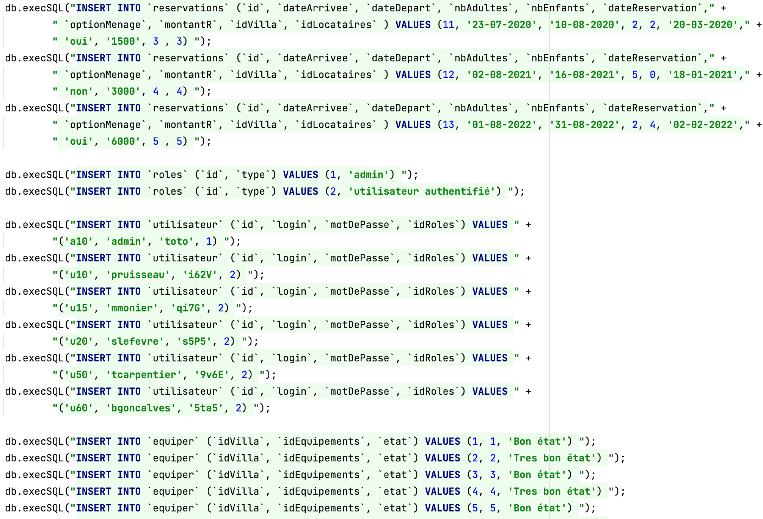 db.execSQL("INSERT INTO `reservations` (`id`, `dateArrivee`, `dateDepart`, `nbAdultes`, `nbEnfants`, `dateReservation`," +
" `optionMenage`, `montantR`, `idVilla`, `idLocataires` ) VALUES (11, '23-07-2020', '10-08-2020', 2, 2, '20-03-2020'," +
" 'oui', '1500', 3 , 3) ");
db.execSQL("INSERT INTO `reservations` (`id`, `dateArrivee`, `dateDepart`, `nbAdultes`, `nbEnfants`, `dateReservation`," +
" `optionMenage`, `montantR`, `idVilla`, `idLocataires` ) VALUES (12, '02-08-2021', '16-08-2021', 5, 0, '18-01-2021'," +
" 'non', '3000', 4 , 4) ");
db.execSQL("INSERT INTO `reservations` (`id`, `dateArrivee`, `dateDepart`, `nbAdultes`, `nbEnfants`, `dateReservation`," +
" `optionMenage`, `montantR`, `idVilla`, `idLocataires` ) VALUES (13, '01-08-2022', '31-08-2022', 2, 4, '02-02-2022'," +
" 'oui', '6000', 5 , 5) ");
db.execSQL("INSERT INTO `roles` (`id`, `type`) VALUES (1, 'admin') ");
db.execSQL("INSERT INTO `roles` (`id`, `type`) VALUES (2, 'utilisateur authentifié') ");
db.execSQL("INSERT INTO `utilisateur` (`id`, `login`, `motDePasse`, `idRoles`) VALUES " +
"('a10', 'admin', 'toto', 1) ");
db.execSQL("INSERT INTO `utilisateur` (`id`, `login`, `motDePasse`, `idRoles`) VALUES " +
"('u10', 'pruisseau', 'i62V', 2) ");
db.execSQL("INSERT INTO `utilisateur` (`id`, `login`, `motDePasse`, `idRoles`) VALUES " +
"('u15', 'mmonier', 'qi7G', 2) ");
db.execSQL("INSERT INTO `utilisateur` (`id`, `login`, `motDePasse`, `idRoles`) VALUES " +
"('u20', 'slefevre', 's5P5', 2) ");
db.execSQL("INSERT INTO `utilisateur` (`id`, `login`, `motDePasse`, `idRoles`) VALUES " +
"('u50', 'tcarpentier', '9v6E', 2) ");
db.execSQL("INSERT INTO `utilisateur` (`id`, `login`, `motDePasse`, `idRoles`) VALUES " +
"('u60', 'bgoncalves', '5ta5', 2) ");
db.execSQL("INSERT INTO `equiper` (`idVilla`, `idEquipements`, `etat`) VALUES (1, 1, 'Bon état') ");
db.execSQL("INSERT INTO `equiper` (`idVilla`, `idEquipements`, `etat`) VALUES (2, 2, 'Tres bon état') ");
db.execSQL("INSERT INTO `equiper` (`idVilla`, `idEquipements`, `etat`) VALUES (3, 3, 'Bon état') ");
db.execSQL("INSERT INTO `equiper` (`idVilla`, `idEquipements`, `etat`) VALUES (4, 4, 'Tres bon état') ");
db.execSQL("INSERT INTO `equiper` (`idVilla`, `idEquipements`, `etat`) VALUES (5, 5, 'Bon état') ");